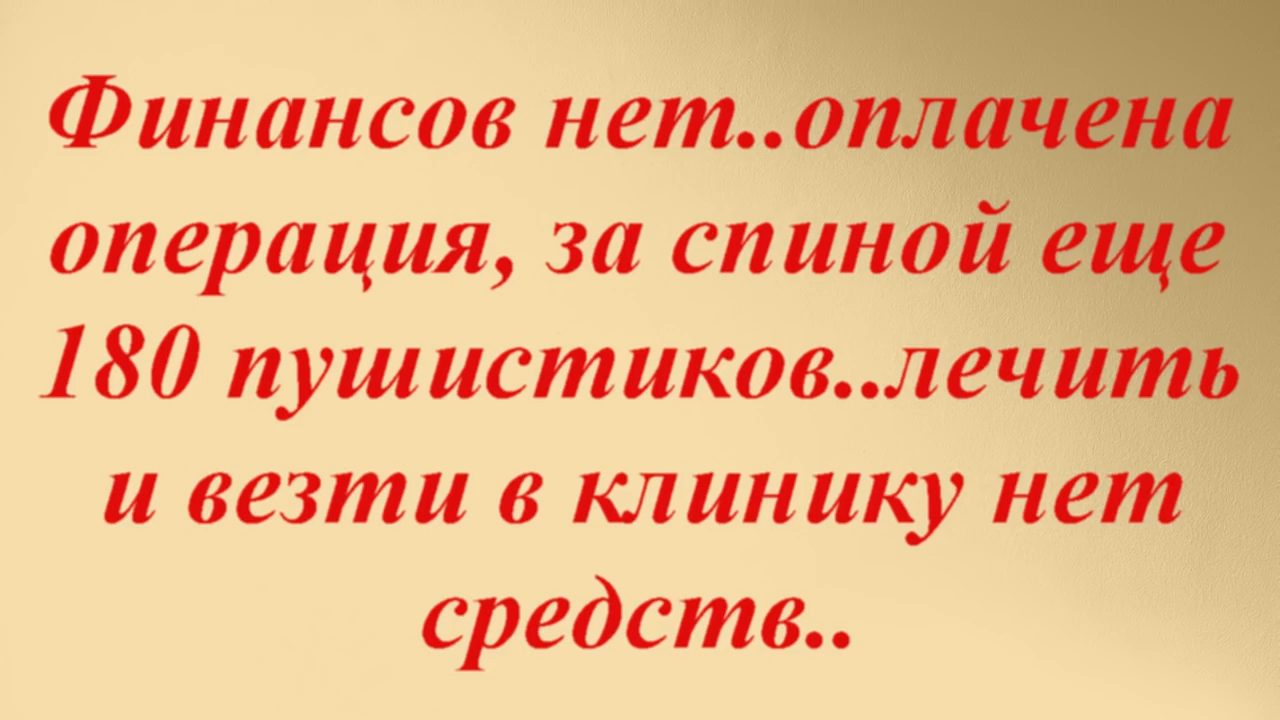 Финансов нет..оплачена
операция, за спиной еще
180 пушистиков..лечить
и везти в клинику нет
средств..